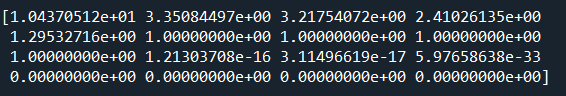 [1.04370512e+01 3.35084497e+00 3.21754072e+00 2.41026135e+00
1.29532716e+00 1.00000000e+00 1.00000000e+00 1.00000000e+00
1.00000000e+00 1.21303708e-16 3.11496619e-17 5.97658638e-33
0.00000000e+00 0.00000000e+00 0.00000000e+00 0.00000000e+00]